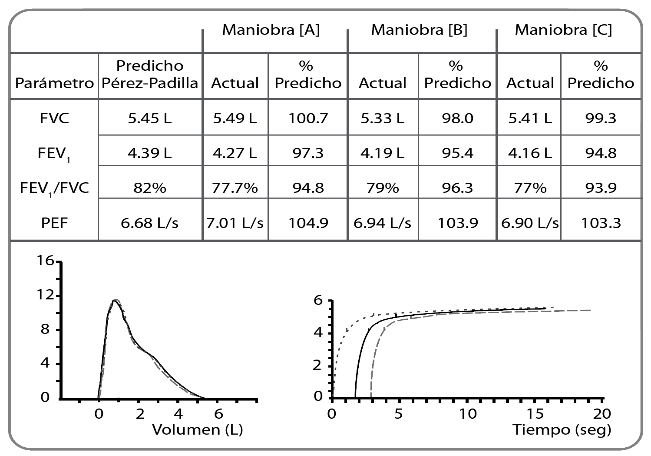 Maniobra [A] Maniobra [B] Maniobra [C]
Predicho % % %
Parámetro Pérez-Padilla Actual Predicho Actual Predicho Actual Predicho
FVC 5.45 L 5.49 L 100.7 5.33 L 98.0 5.41 L 99.3
FEV₁ 4.39 L 4.27 L 97.3 4.19 L 95.4 4.16 L 94.8
FEV₁/FVC 82% 77.7% 94.8 79% 96.3 77% 93.9
PEF 6.68 L/s 7.01 L/s 104.9 6.94 L/s 103.9 6.90 L/s 103.3
16
12
8
4
0
0 2 4 6 8
Volumen (L)
6
4
2
0
0 5 10 15 20
Tiempo (seg)